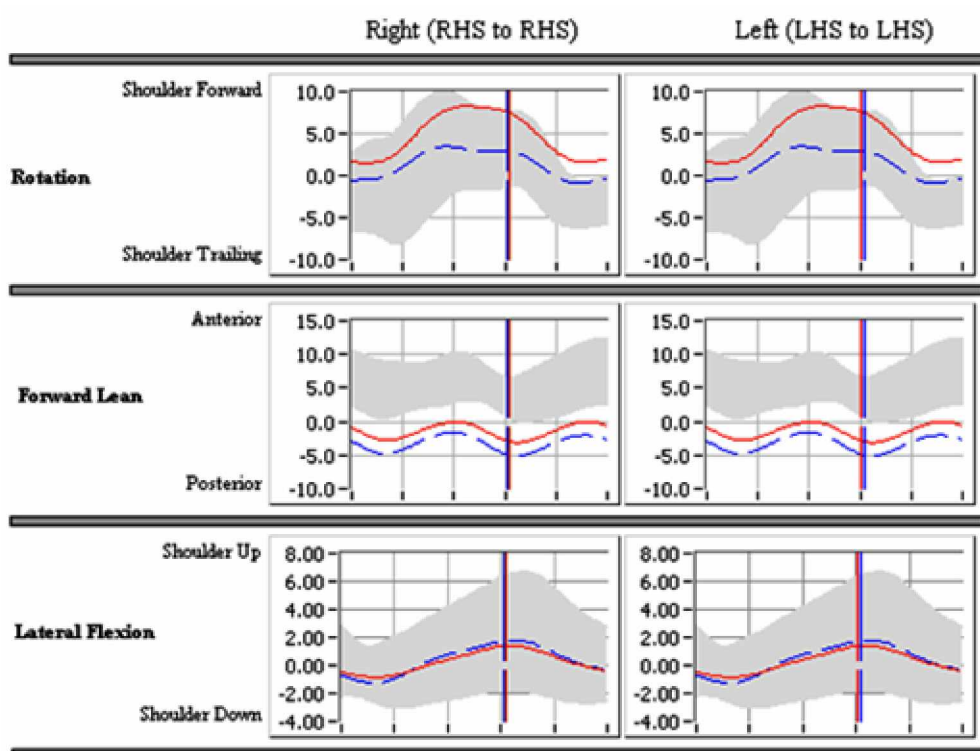 Right (RHS to RHS) Left (LHS to LHS)
Shoulder Forward
10.0 10.0
5.0 5.0
Rotation
0.0 0.0
-5.0 -5.0
Shoulder Trailing
-10.0 -10.0
Anterior
15.0 15.0
10.0 10.0
5.0 5.0
Forward Lean
0.0 0.0
-5.0 -5.0
Posterior
-10.0 -10.0
Shoulder Up
8.00 8.00
6.00 6.00
4.00 4.00
Lateral Flexion
2.00 2.00
0.00 0.00
-2.00 -2.00
Shoulder Down
-4.00 -4.00